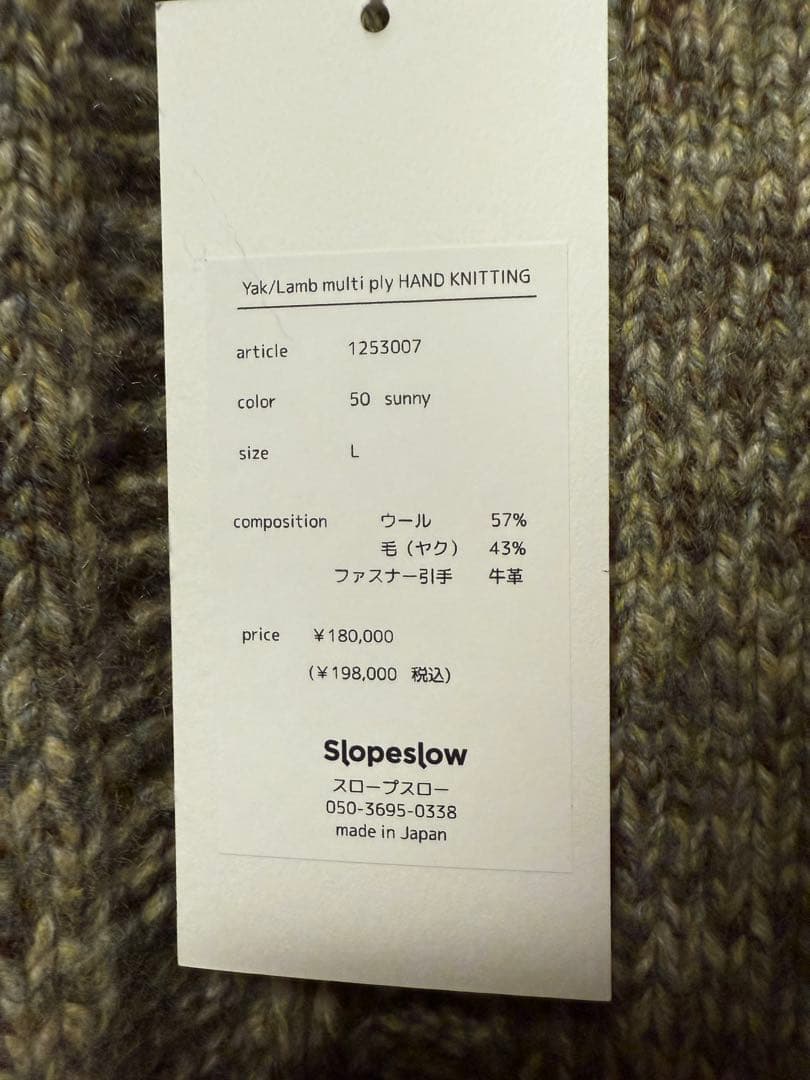 Yak/Lamb multi ply HAND KNITTING
article 1253007
color 50 sunny
size L
composition ウール 57%
毛（ヤク） 43%
ファスナー引手 牛革
price ¥180,000
(¥198,000 税込)
Slopeslow
スロープスロー
050-3695-0338
made in Japan